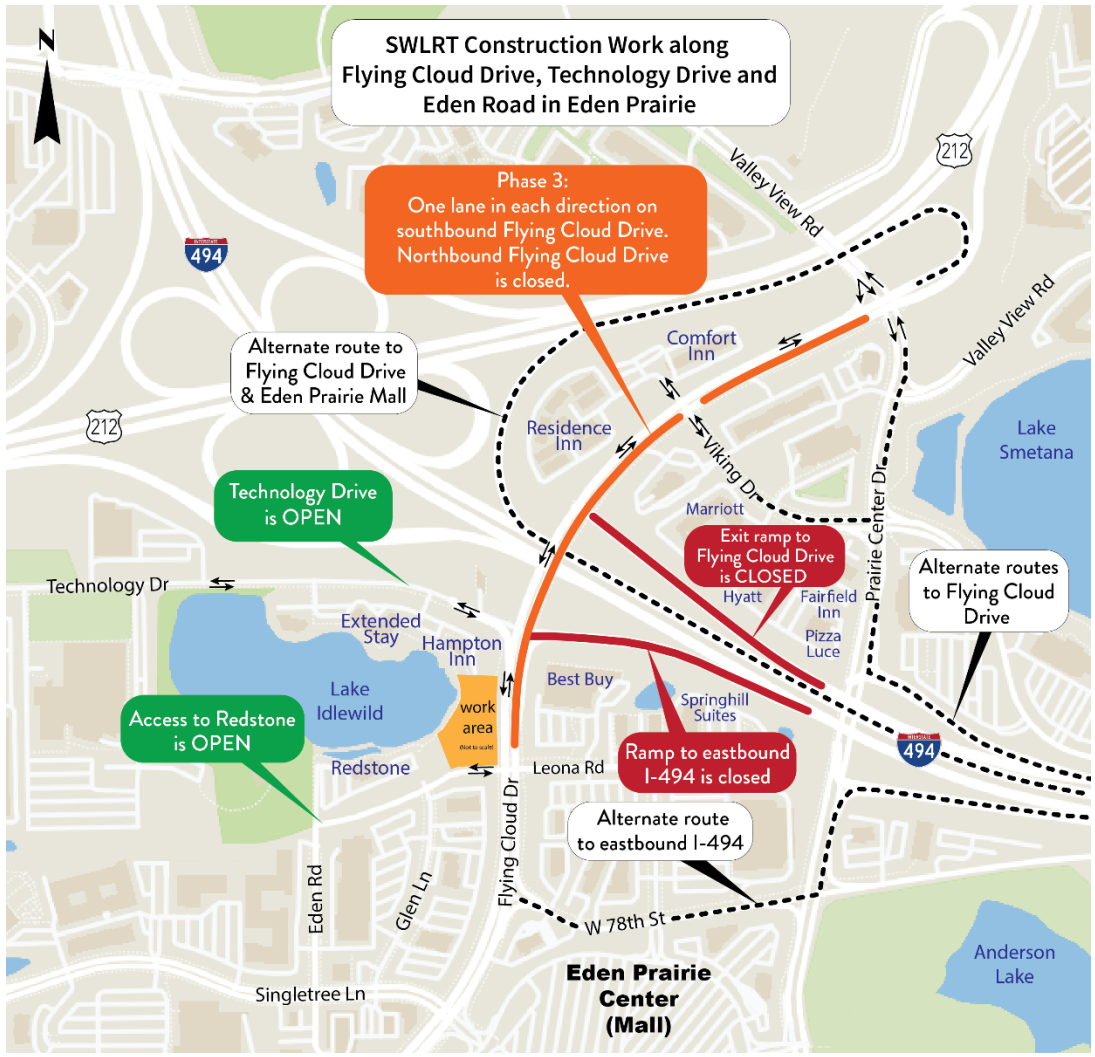 N
SWLRT Construction Work along
Flying Cloud Drive, Technology Drive and
Eden Road in Eden Prairie
212
Valley View Rd
Phase 3:
One lane in each direction on
southbound Flying Cloud Drive.
Northbound Flying Cloud Drive
is closed.
INTERSTATE
494
Valley View Rd
Comfort
Inn
Alternate route to
Flying Cloud Drive
& Eden Prairie Mall
212
Residence
Inn
Lake
Smetana
Viking Dr
Technology Drive
is OPEN
Marriott
Exit ramp to
Flying Cloud Drive
is CLOSED
Prairie Center Dr
Alternate routes
to Flying Cloud
Drive
Technology Dr
Hyatt
Fairfield
Inn
Extended
Stay
Hampton
Inn
Pizza
Luce
Best Buy
Lake
Idlewild
Springhill
Suites
work
area
(Not to scale)
Access to Redstone
is OPEN
INTERSTATE
494
Ramp to eastbound
I-494 is closed
Redstone
Leona Rd
Flying Cloud Dr
Alternate route
to eastbound I-494
Eden Rd
Glen Ln
W 78th St
Anderson
Lake
Eden Prairie
Center
(Mall)
Singletree Ln